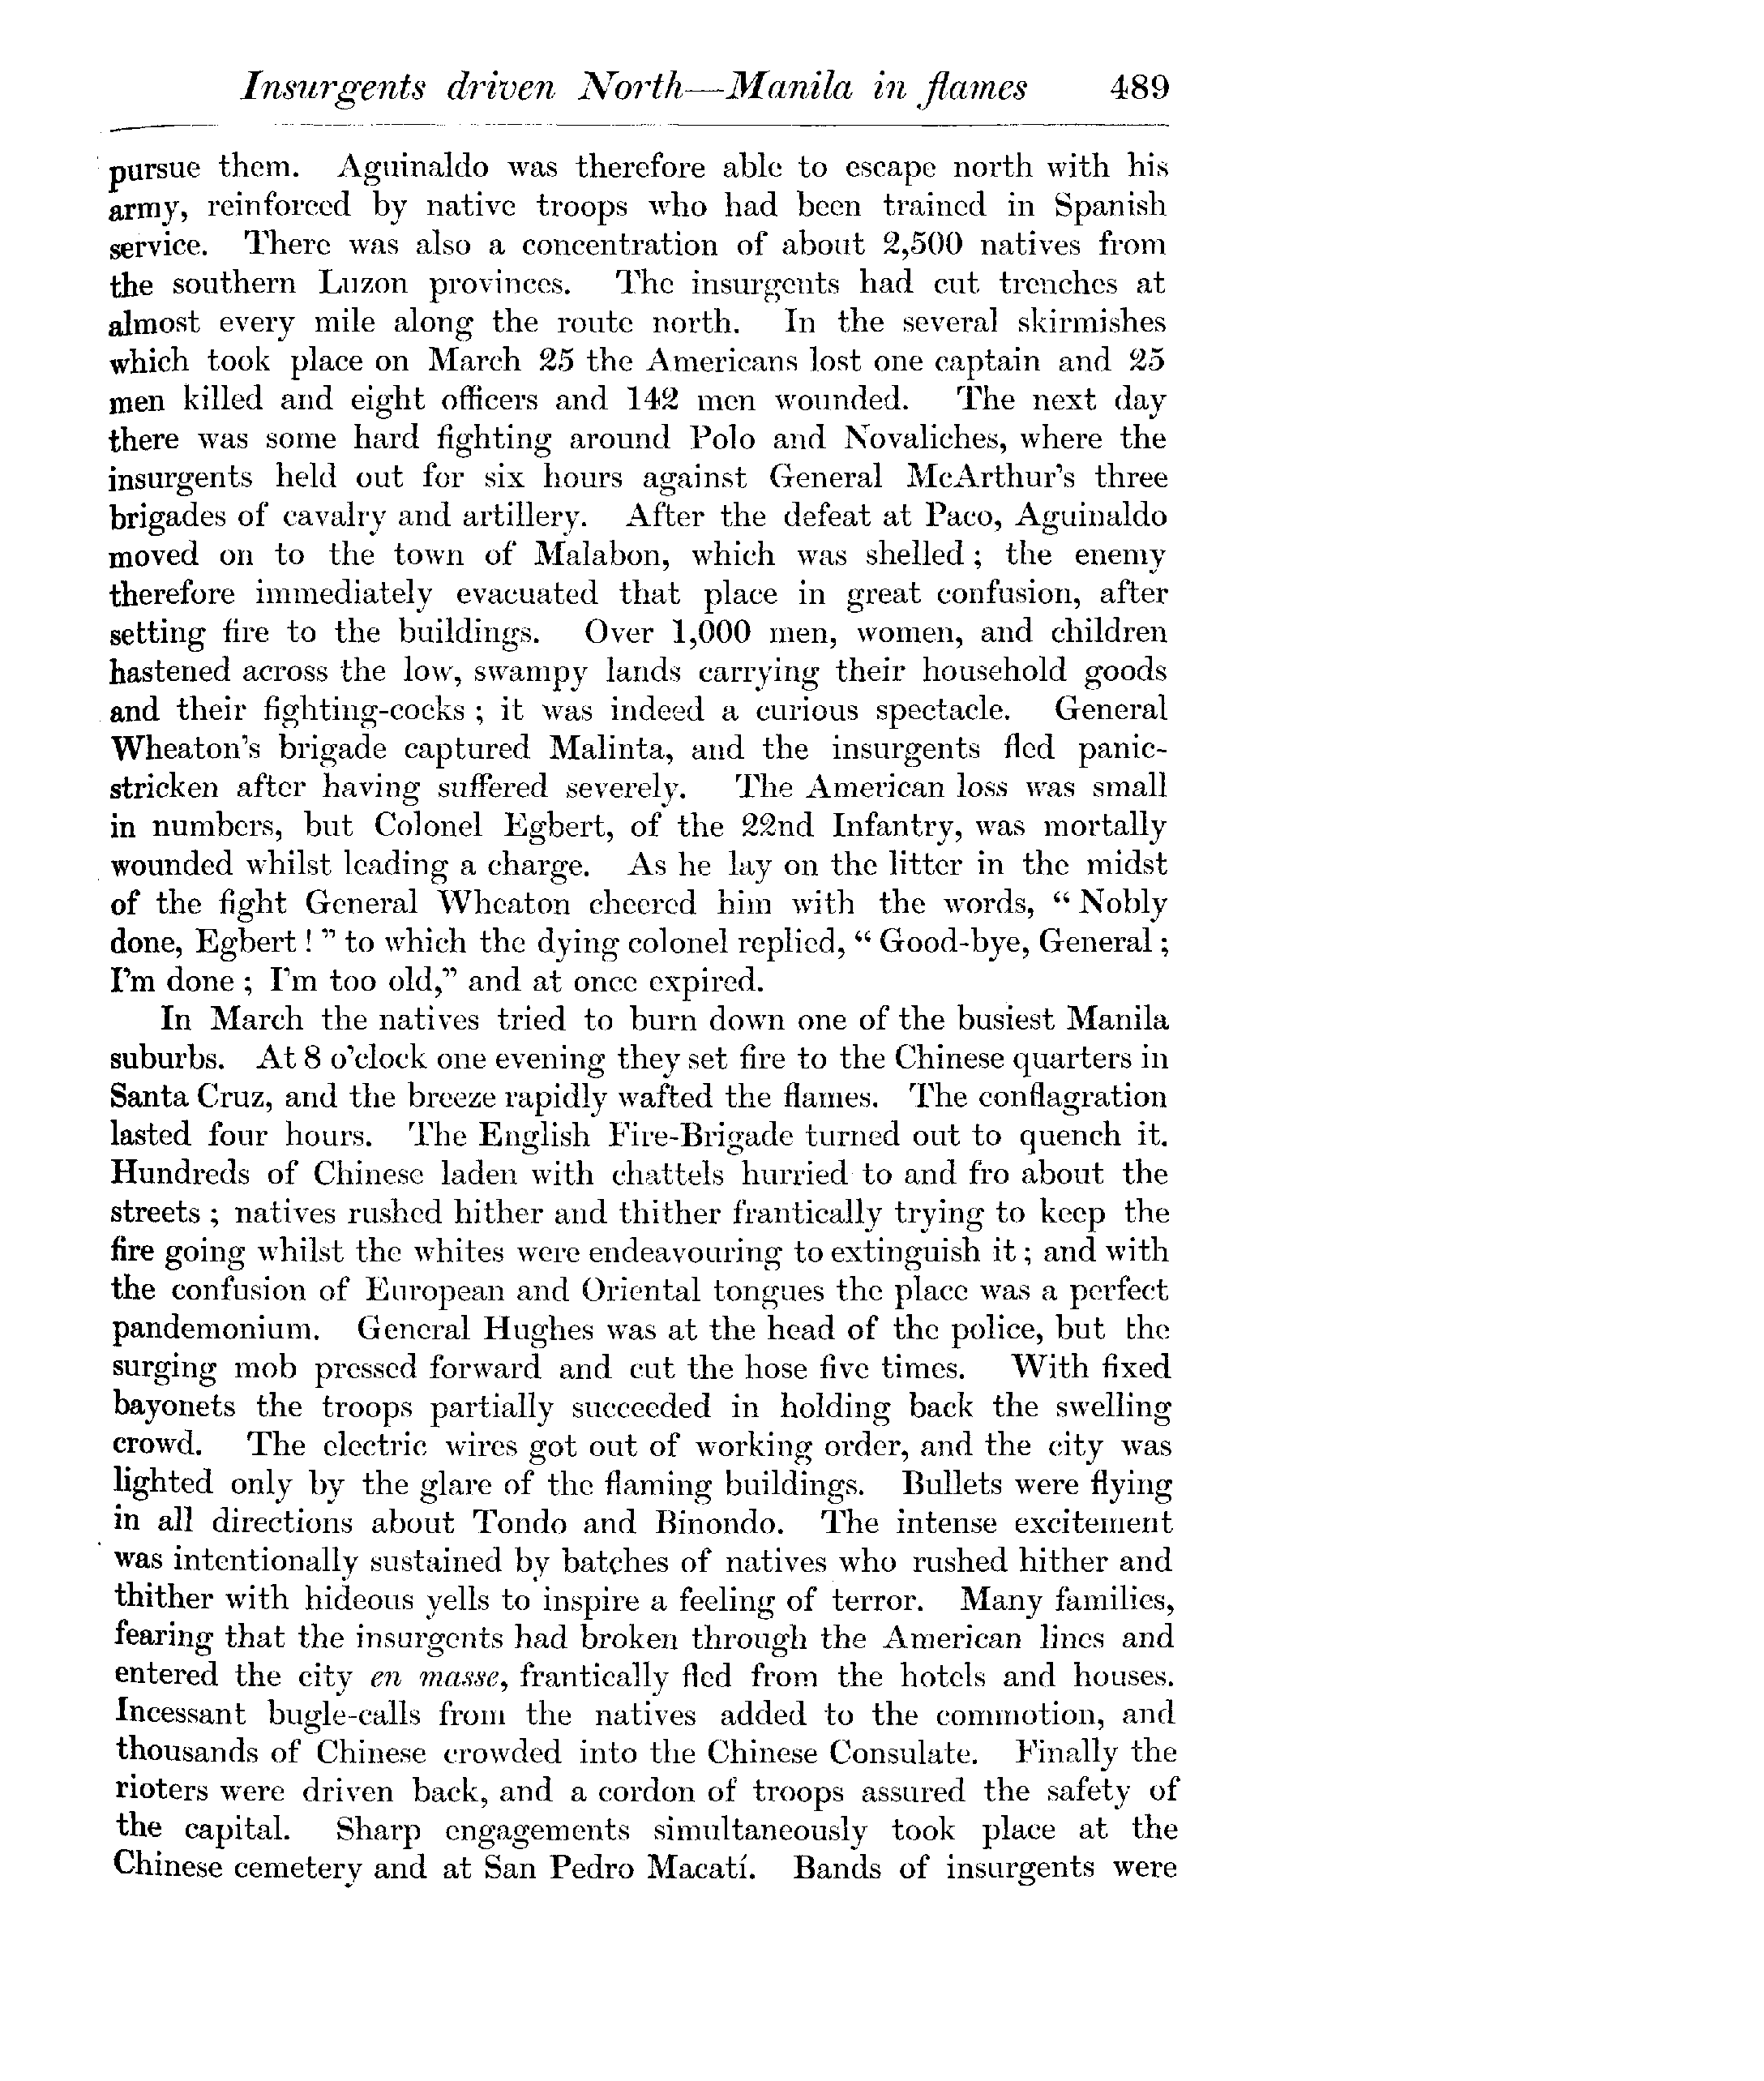 Insurgents driven North—Manila in flames 489
pursue them. Aguinaldo was therefore able to escape north with his
army, reinforced by native troops who had been trained in Spanish
service. There was also a concentration of about 2,500 natives from
the southern Luzon provinces. The insurgents had cut trenches at
almost every mile along the route north. In the several skirmishes
which took place on March 25 the Americans lost one captain and 25
men killed and eight officers and 142 men wounded. The next day
there was some hard fighting around Polo and Novaliches, where the
insurgents held out for six hours against General McArthur's three
brigades of cavalry and artillery. After the defeat at Paco, Aguinaldo
moved on to the town of Malabon, which was shelled; the enemy
therefore immediately evacuated that place in great confusion, after
setting fire to the buildings. Over 1,000 men, women, and children
hastened across the low, swampy lands carrying their household goods
and their fighting-cocks; it was indeed a curious spectacle. General
Wheaton's brigade captured Malinta, and the insurgents fled panic-
stricken after having suffered severely. The American loss was small
in numbers, but Colonel Egbert, of the 22nd Infantry, was mortally
wounded whilst leading a charge. As he lay on the litter in the midst
of the fight General Wheaton cheered him with the words, "Nobly
done, Egbert!" to which the dying colonel replied, "Good-bye, General;
I'm done; I'm too old," and at once expired.
In March the natives tried to burn down one of the busiest Manila
suburbs. At 8 o'clock one evening they set fire to the Chinese quarters in
Santa Cruz, and the breeze rapidly wafted the flames. The conflagration
lasted four hours. The English Fire-Brigade turned out to quench it.
Hundreds of Chinese laden with chattels hurried to and fro about the
streets; natives rushed hither and thither frantically trying to keep the
fire going whilst the whites were endeavouring to extinguish it; and with
the confusion of European and Oriental tongues the place was a perfect
pandemonium. General Hughes was at the head of the police, but the
surging mob pressed forward and cut the hose five times. With fixed
bayonets the troops partially succeeded in holding back the swelling
crowd. The electric wires got out of working order, and the city was
lighted only by the glare of the flaming buildings. Bullets were flying
in all directions about Tondo and Binondo. The intense excitement
was intentionally sustained by batches of natives who rushed hither and
thither with hideous yells to inspire a feeling of terror. Many families,
fearing that the insurgents had broken through the American lines and
entered the city en masse, frantically fled from the hotels and houses.
Incessant bugle-calls from the natives added to the commotion, and
thousands of Chinese crowded into the Chinese Consulate. Finally the
rioters were driven back, and a cordon of troops assured the safety of
the capital. Sharp engagements simultaneously took place at the
Chinese cemetery and at San Pedro Macatí. Bands of insurgents were